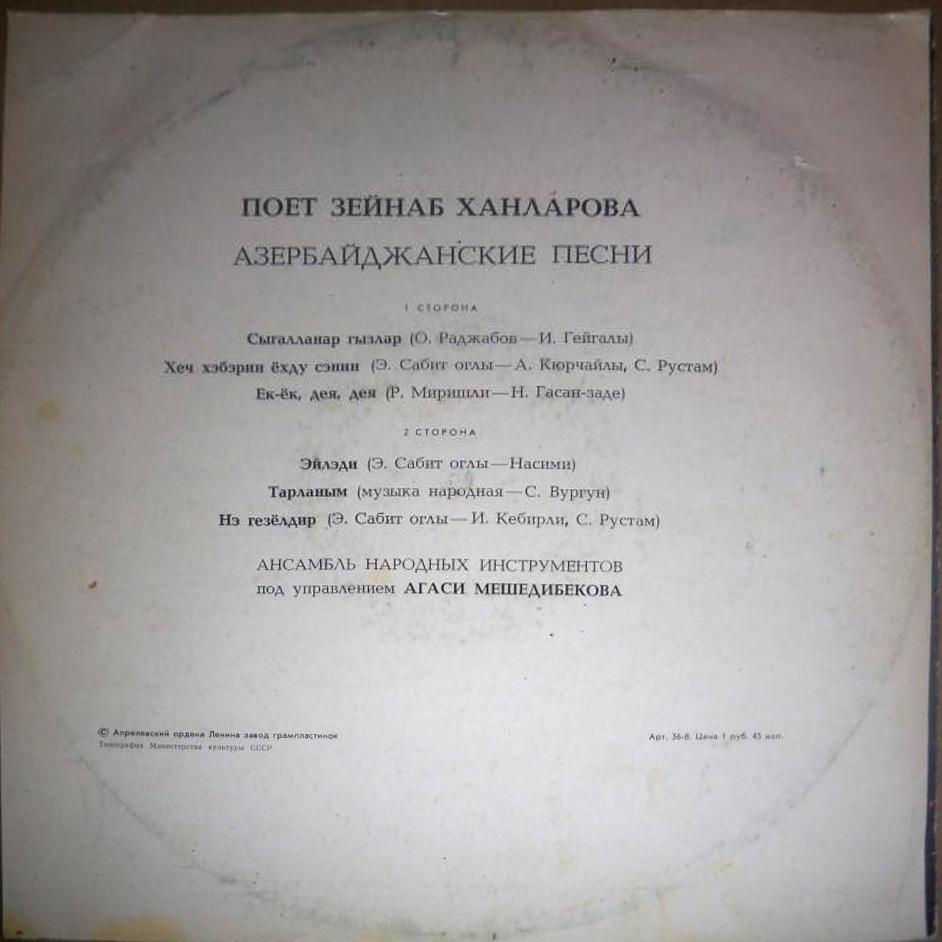 ПОЕТ ЗЕЙНАБ ХАНЛА́РОВА
АЗЕРБАЙДЖАНСКИЕ ПЕСНИ
1 СТОРОНА
Сыгалланар гызлар (О. Раджабов — И. Гейгалы)
Хеч хэбэрин ёхду сэнин (Э. Сабит оглы — А. Кюрчайлы, С. Рустам)
Ек-ёк, дея, дея (Р. Миришли — Н. Гасан-заде)
2 СТОРОНА
Эйлэди (Э. Сабит оглы — Насими)
Тарланым (музыка народная — С. Вургун)
Нэ гезёлдир (Э. Сабит оглы — И. Кебирли, С. Рустам)
АНСАМБЛЬ НАРОДНЫХ ИНСТРУМЕНТОВ
под управлением АГАСИ МЕШЕДИБЕКОВА
© Апрелевский ордена Ленина завод грампластинок
Типография Министерства культуры СССР
Арт. 36-8. Цена 1 руб. 45 коп.